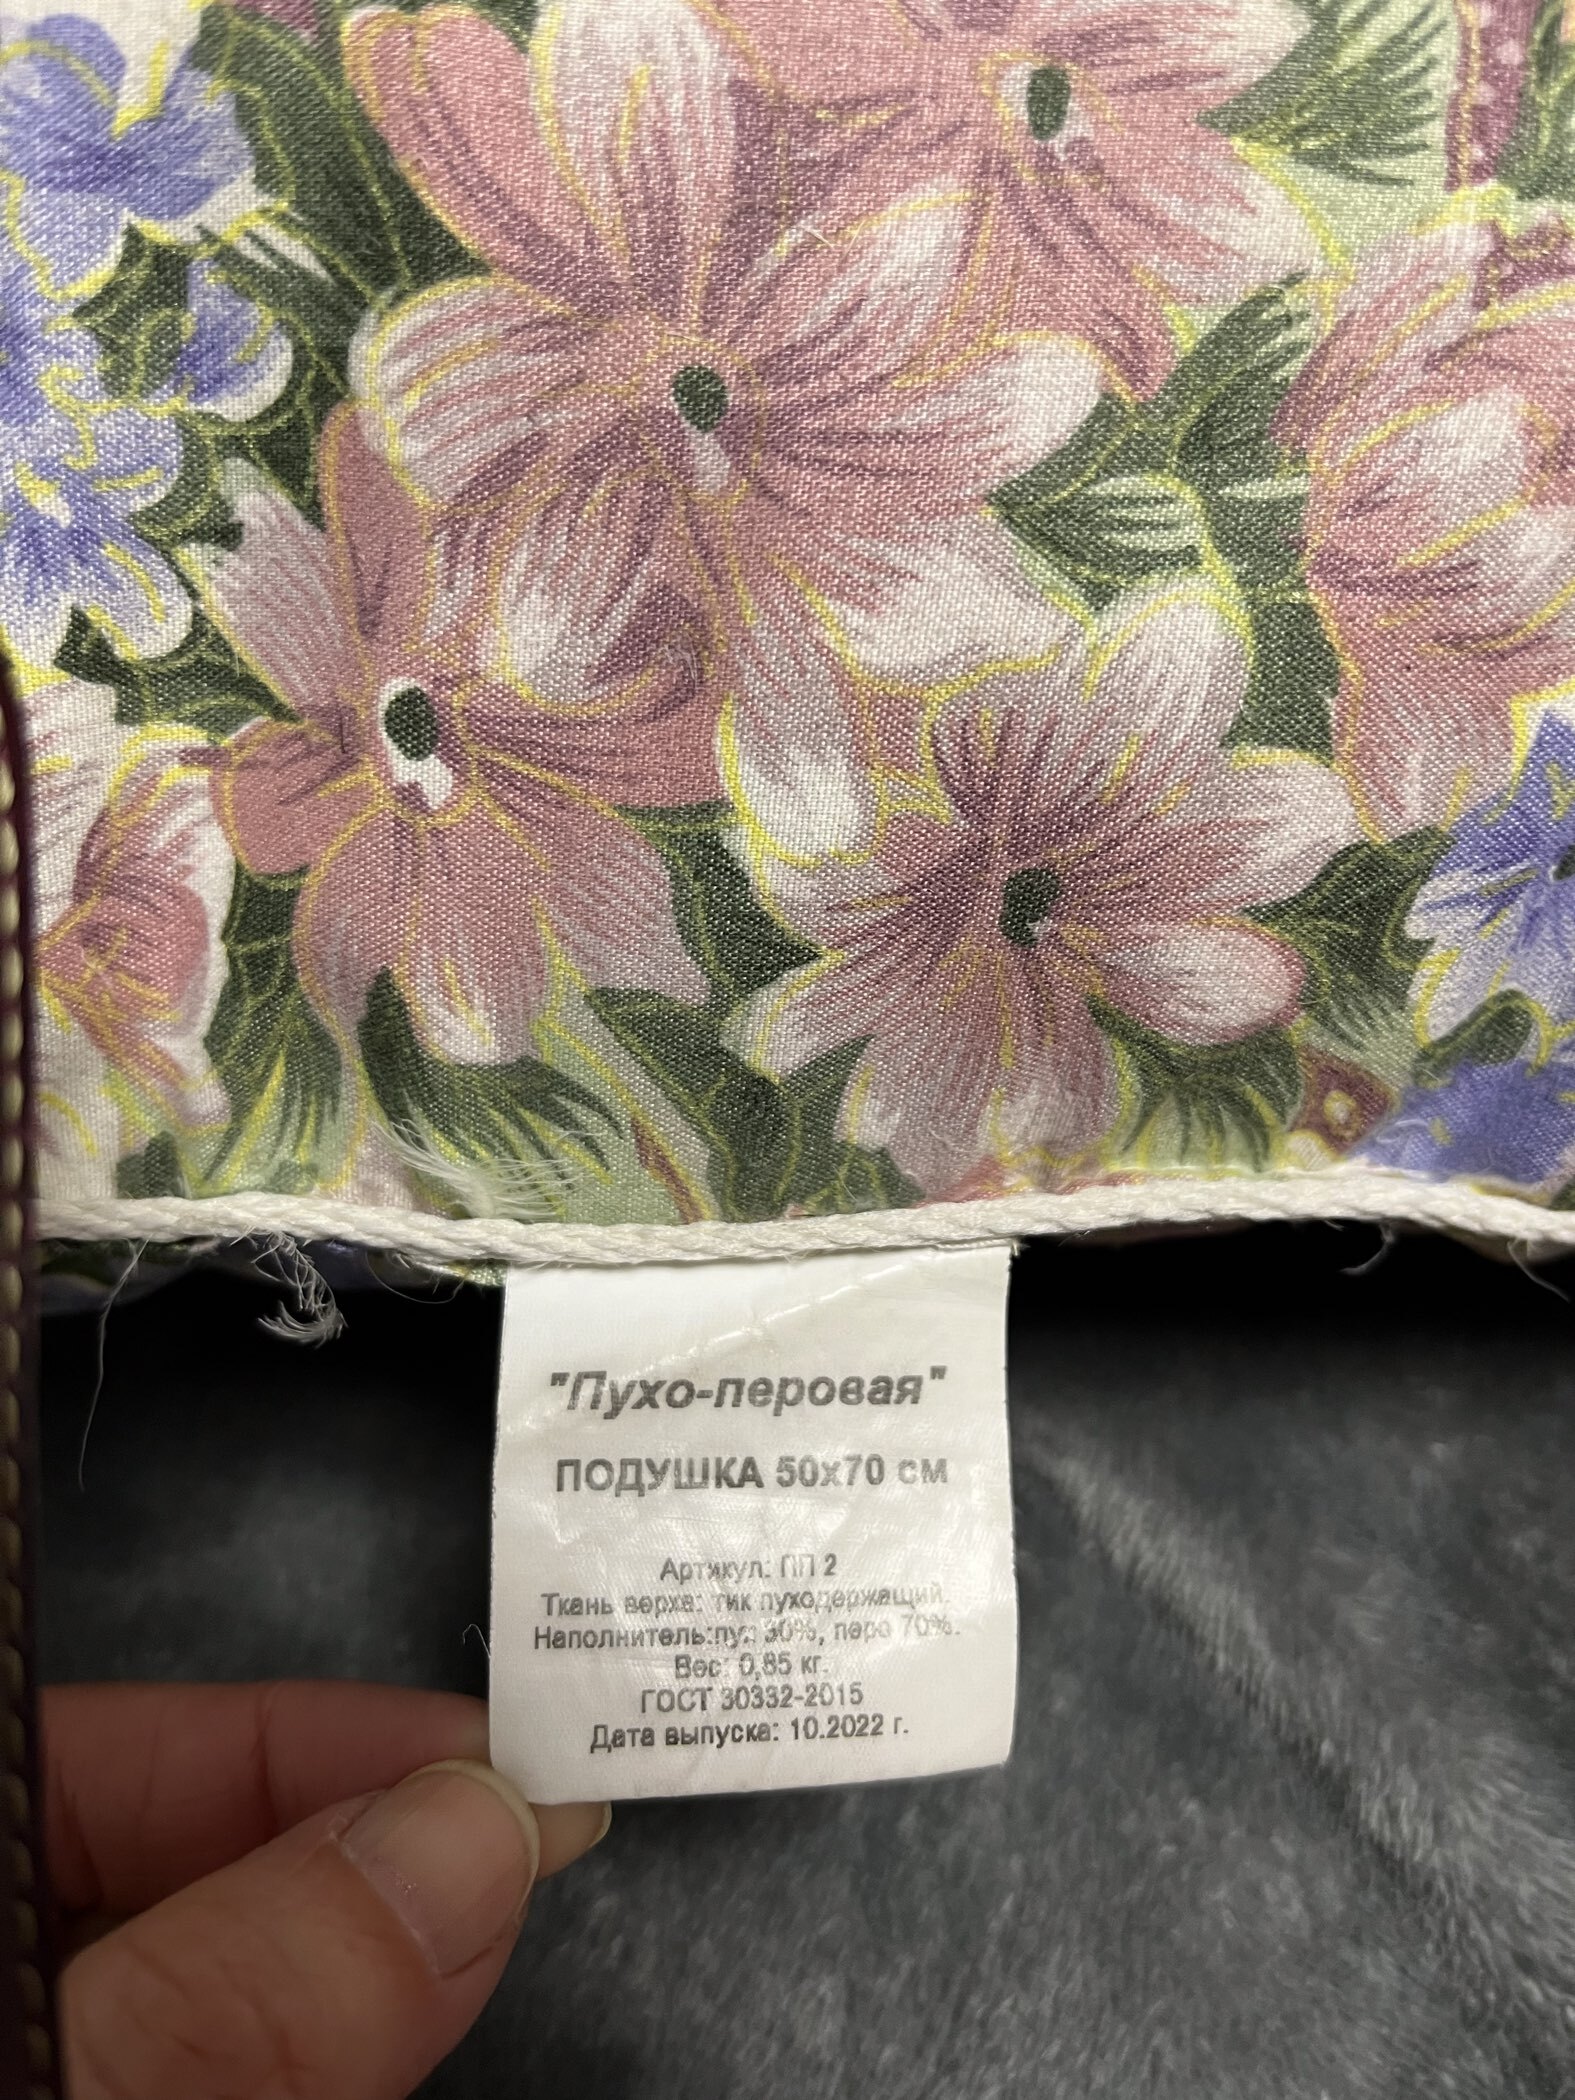 "Пухо-перовая"
ПОДУШКА 50x70 см
Артикул: ПП 2
Ткань верха: тик пуходержащий.
Наполнитель:пух 30%, перо 70%.
Вес: 0,85 кг.
ГОСТ 30332-2015
Дата выпуска: 10.2022 г.